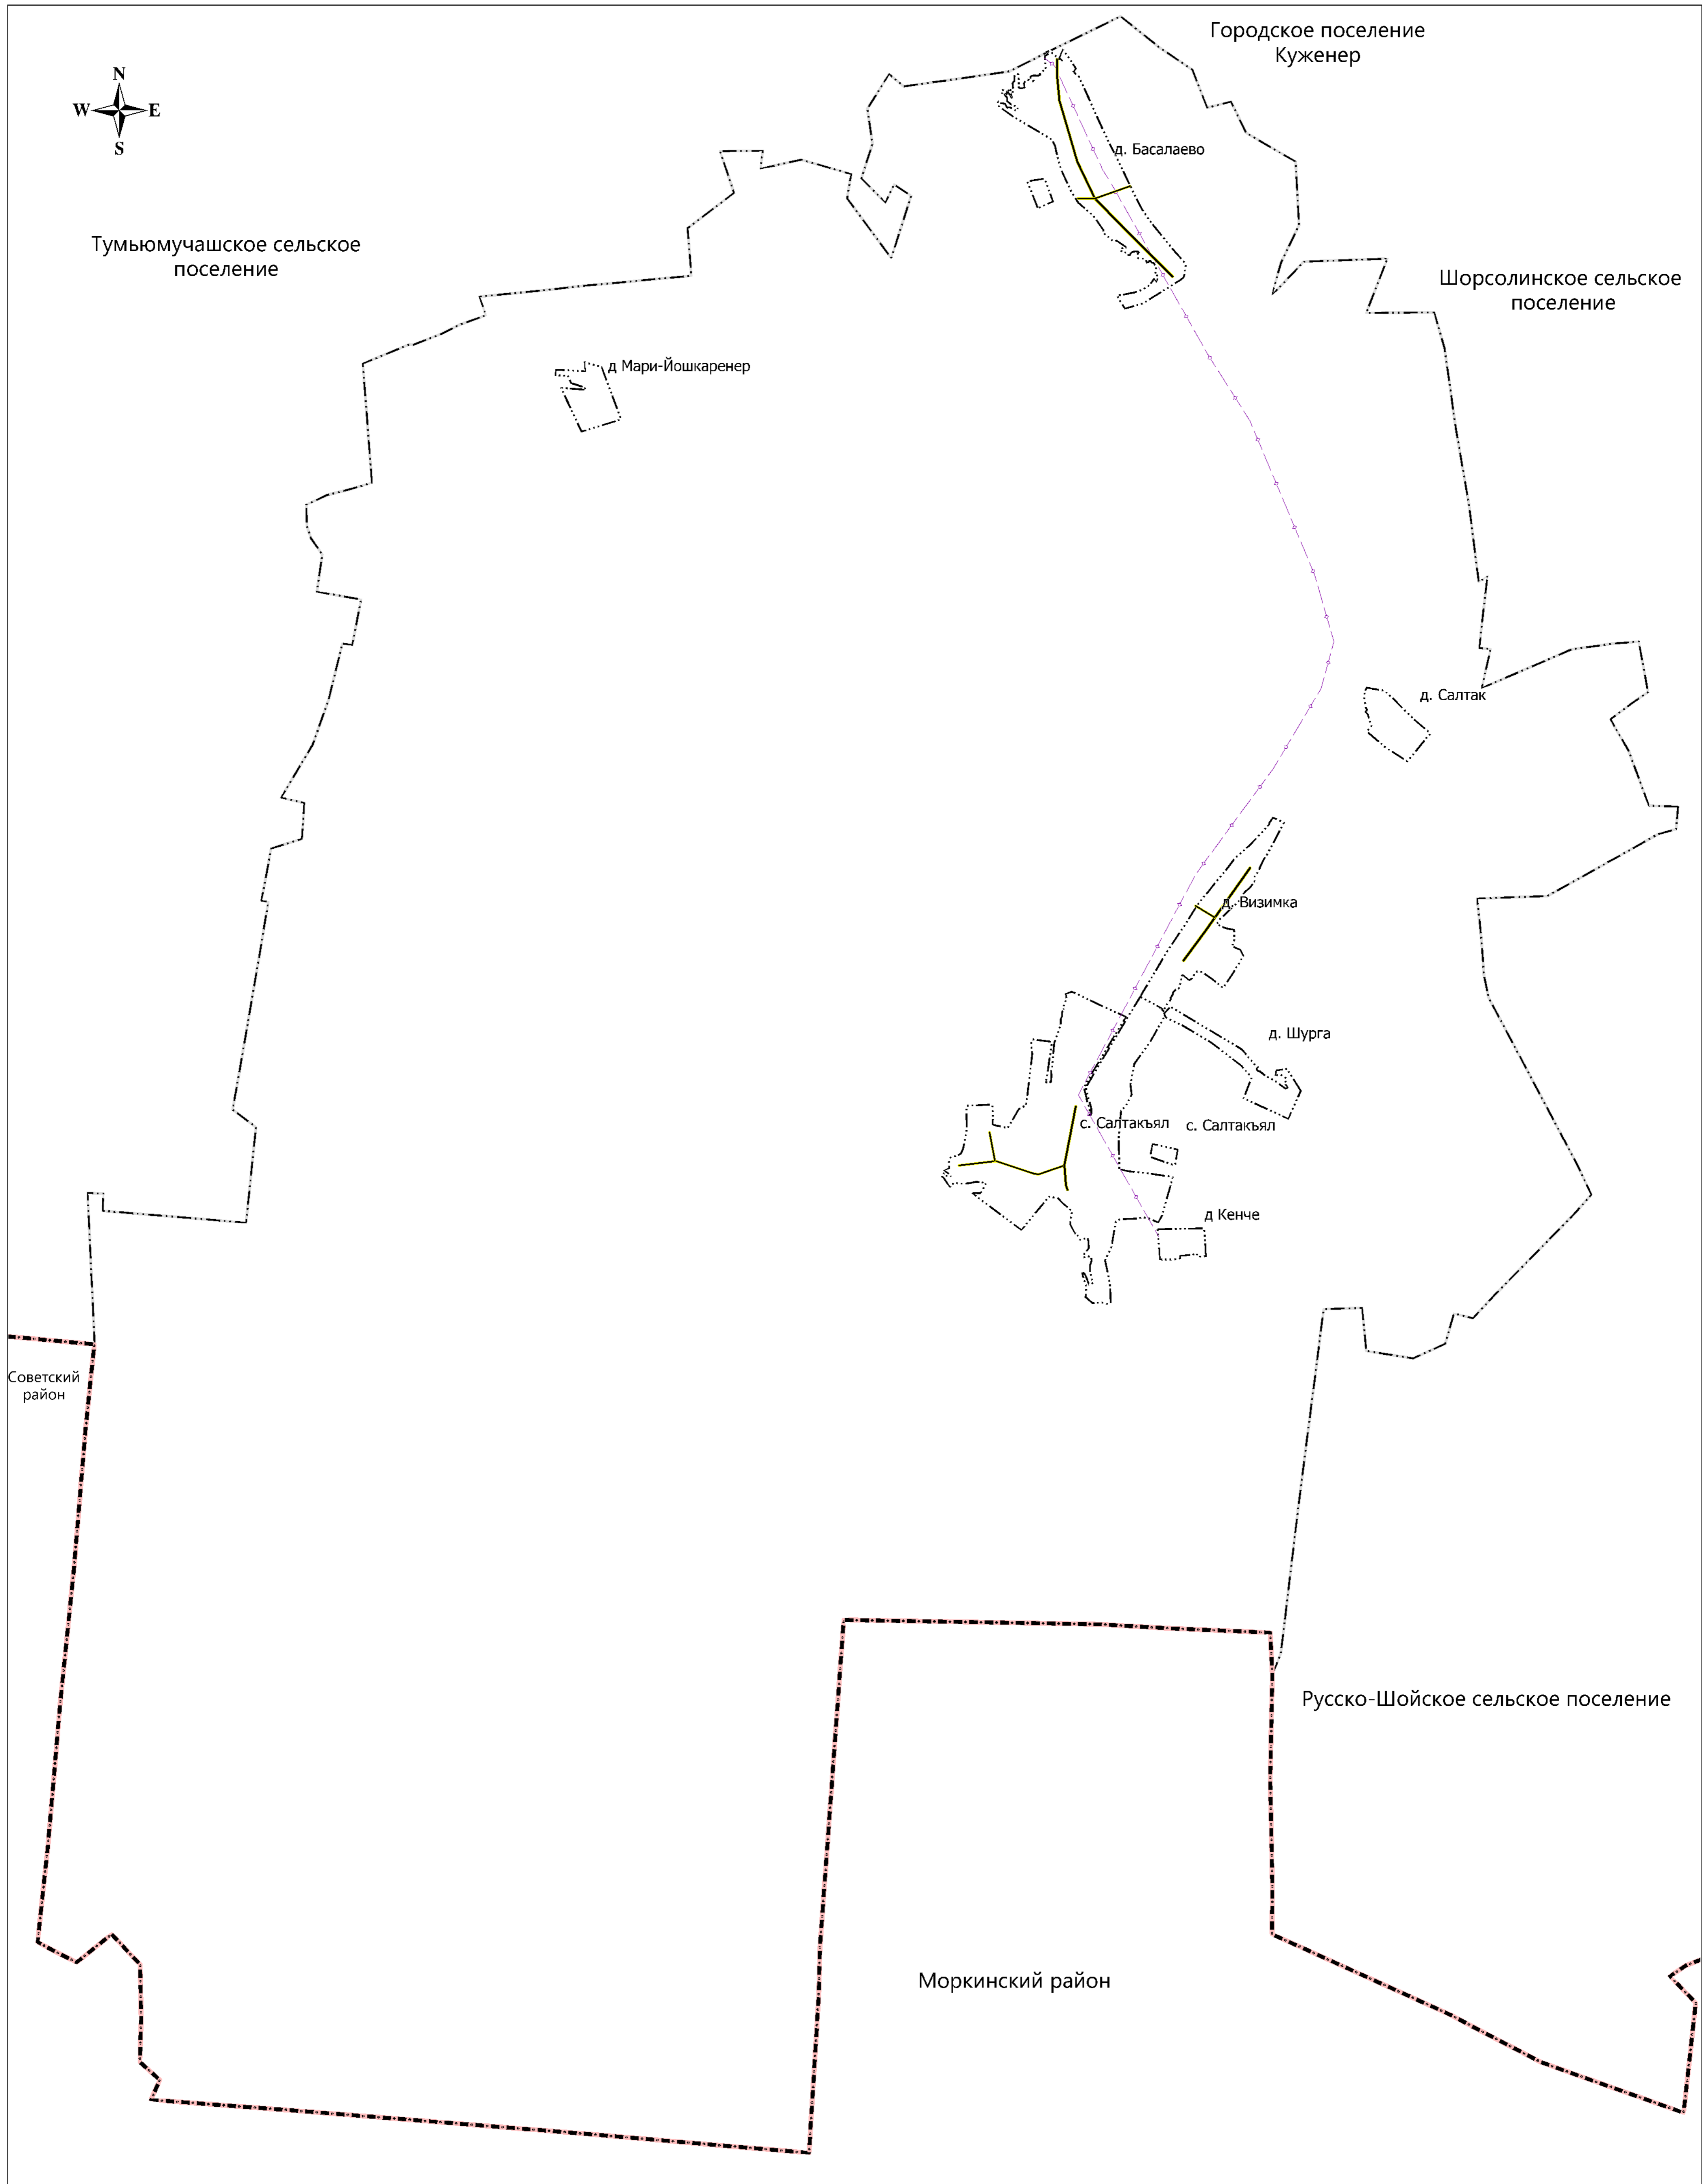 Городское поселение
Куженер
N
W
E
S
д. Басалаево
Тумьюмучашское сельское
поселение
Шорсолинское сельское
поселение
д Мари-Йошкаренер
д. Салтак
д. Визимка
д. Шурга
с. Салтакъял
с. Салтакъял
д Кенче
Советский
район
Русско-Шойское сельское поселение
Моркинский район